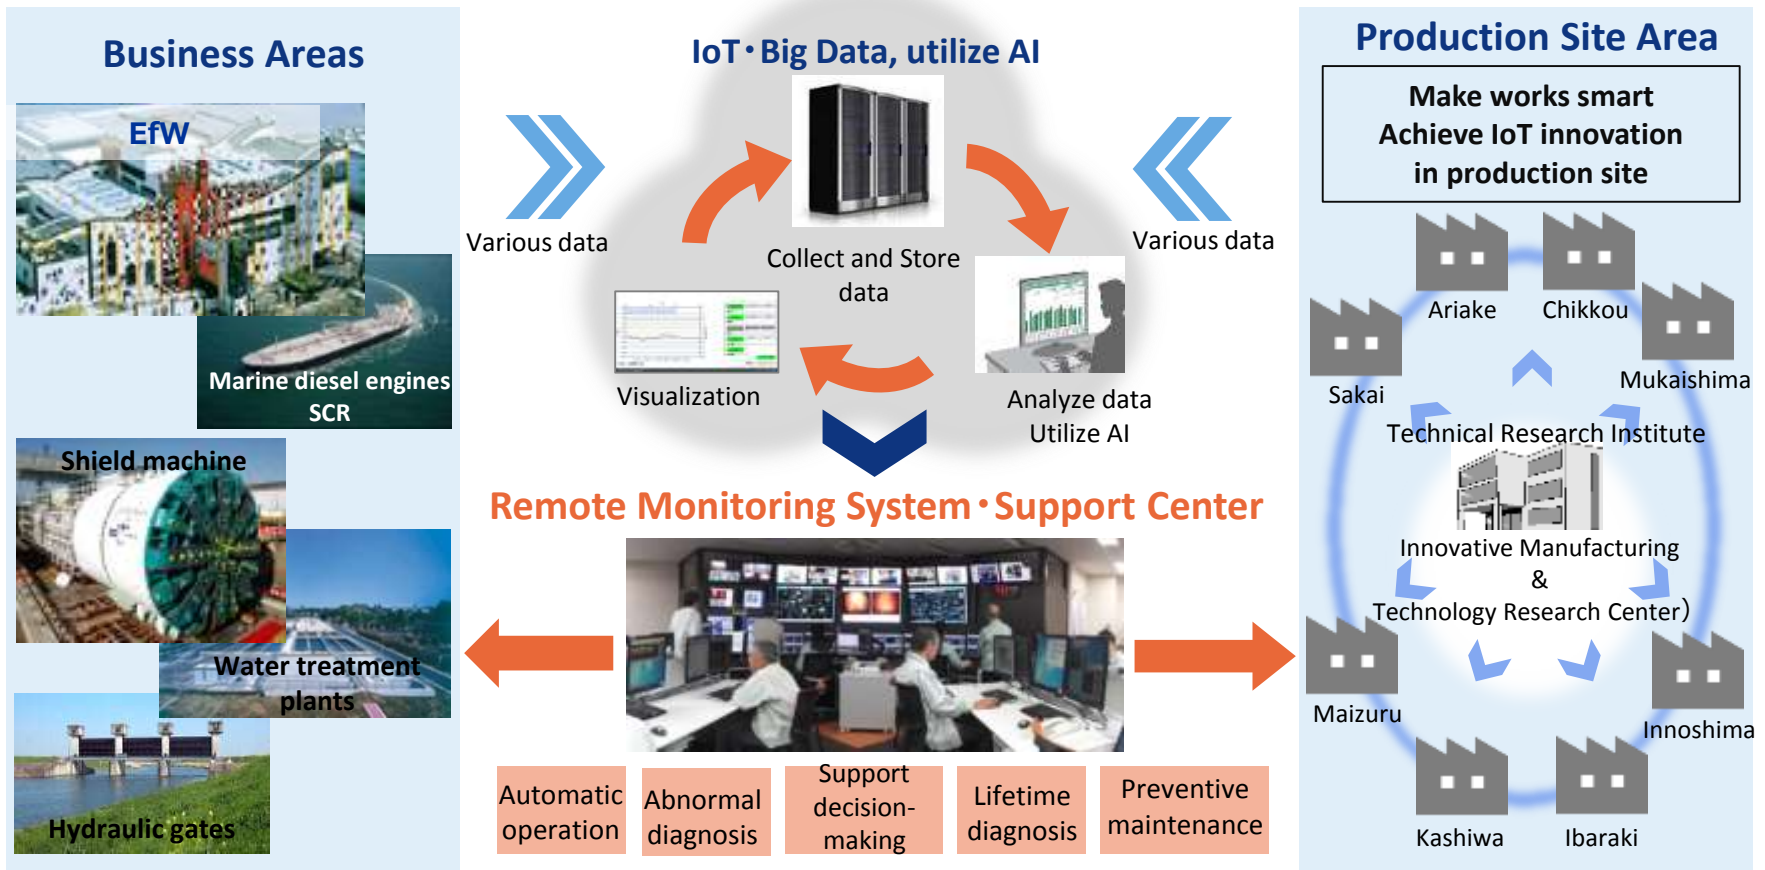 Business Areas
EfW
Marine diesel engines
SCR
Shield machine
Water treatment
plants
Hydraulic gates
IoT・Big Data, utilize AI
Various data
Various data
Collect and Store
data
Visualization
Analyze data
Utilize AI
Remote Monitoring System・Support Center
Automatic
operation
Abnormal
diagnosis
Support
decision-
making
Lifetime
diagnosis
Preventive
maintenance
Production Site Area
Make works smart
Achieve IoT innovation
in production site
Ariake
Chikkou
Sakai
Mukaishima
Technical Research Institute
Innovative Manufacturing
&
Technology Research Center）
Maizuru
Innoshima
Kashiwa
Ibaraki